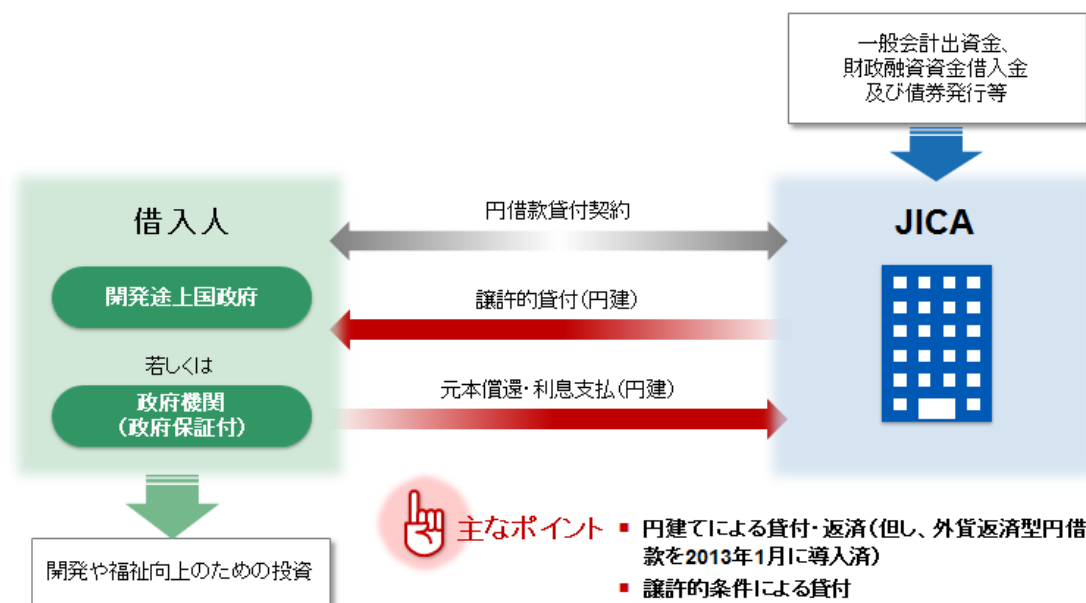 一般会計出資金、
財政融資資金借入金
及び債券発行等
借入人
円借款貸付契約
JICA
開発途上国政府
譲許的貸付(円建)
若しくは
政府機関
(政府保証付)
元本償還・利息支払(円建)
主なポイント
▪ 円建てによる貸付・返済(但し、外貨返済型円借
款を2013年1月に導入済)
▪ 譲許的条件による貸付
開発や福祉向上のための投資